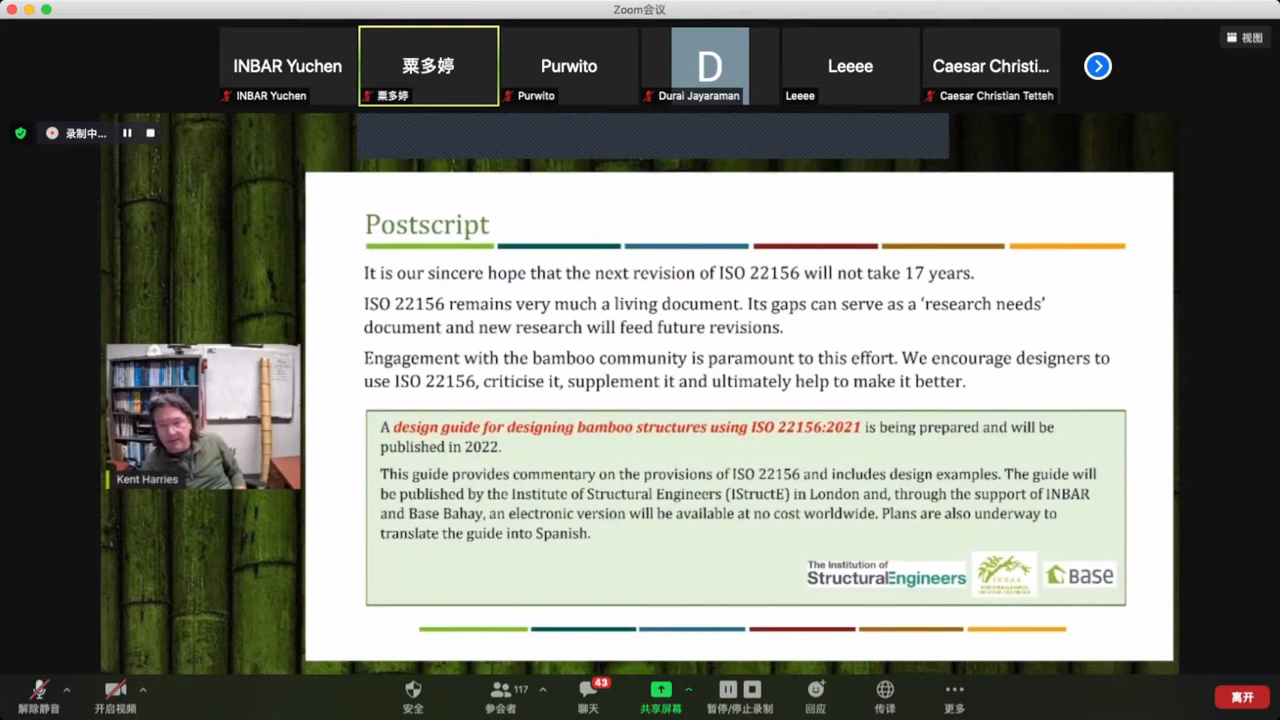 Zoom会议
INBAR Yuchen
粟多婷
Purwito
D
Leeee
Caesar Christi...
视图
INBAR Yuchen
粟多婷
Purwito
Durai Jayaraman
Leeee
Caesar Christian Tetteh
录制中...
Postscript
It is our sincere hope that the next revision of ISO 22156 will not take 17 years.
ISO 22156 remains very much a living document. Its gaps can serve as a ‘research needs’
document and new research will feed future revisions.
Engagement with the bamboo community is paramount to this effort. We encourage designers to
use ISO 22156, criticise it, supplement it and ultimately help to make it better.
A design guide for designing bamboo structures using ISO 22156:2021 is being prepared and will be
published in 2022.
This guide provides commentary on the provisions of ISO 22156 and includes design examples. The guide will
be published by the Institute of Structural Engineers (IStructE) in London and, through the support of INBAR
and Base Bahay, an electronic version will be available at no cost worldwide. Plans are also underway to
translate the guide into Spanish.
The Institution of
StructuralEngineers
INBAR
BASE
Kent Harries
43
117
解除静音
开启视频
安全
参会者
聊天
共享屏幕
暂停/停止录制
回应
传译
更多
离开